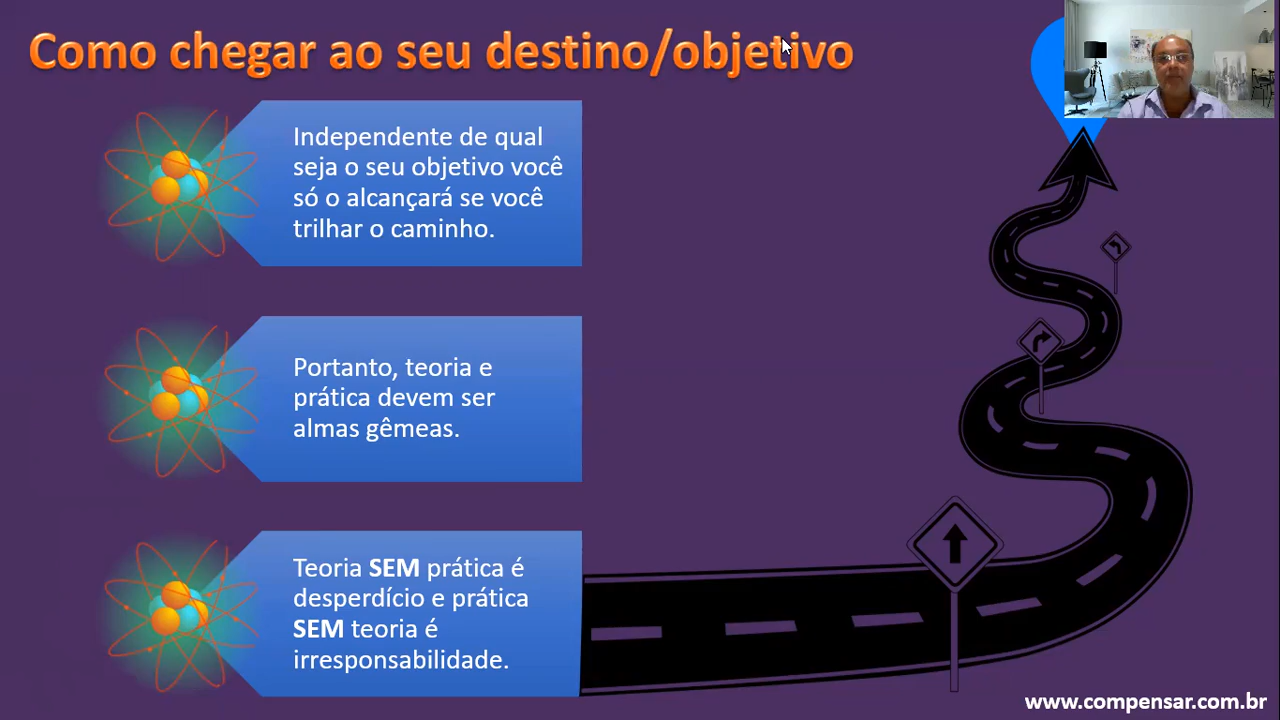 Como chegar ao seu destino/objetivo
Independente de qual
seja o seu objetivo você
só o alcançará se você
trilhar o caminho.
Portanto, teoria e
prática devem ser
almas gêmeas.
Teoria SEM prática é
desperdício e prática
SEM teoria é
irresponsabilidade.
www.compensar.com.br